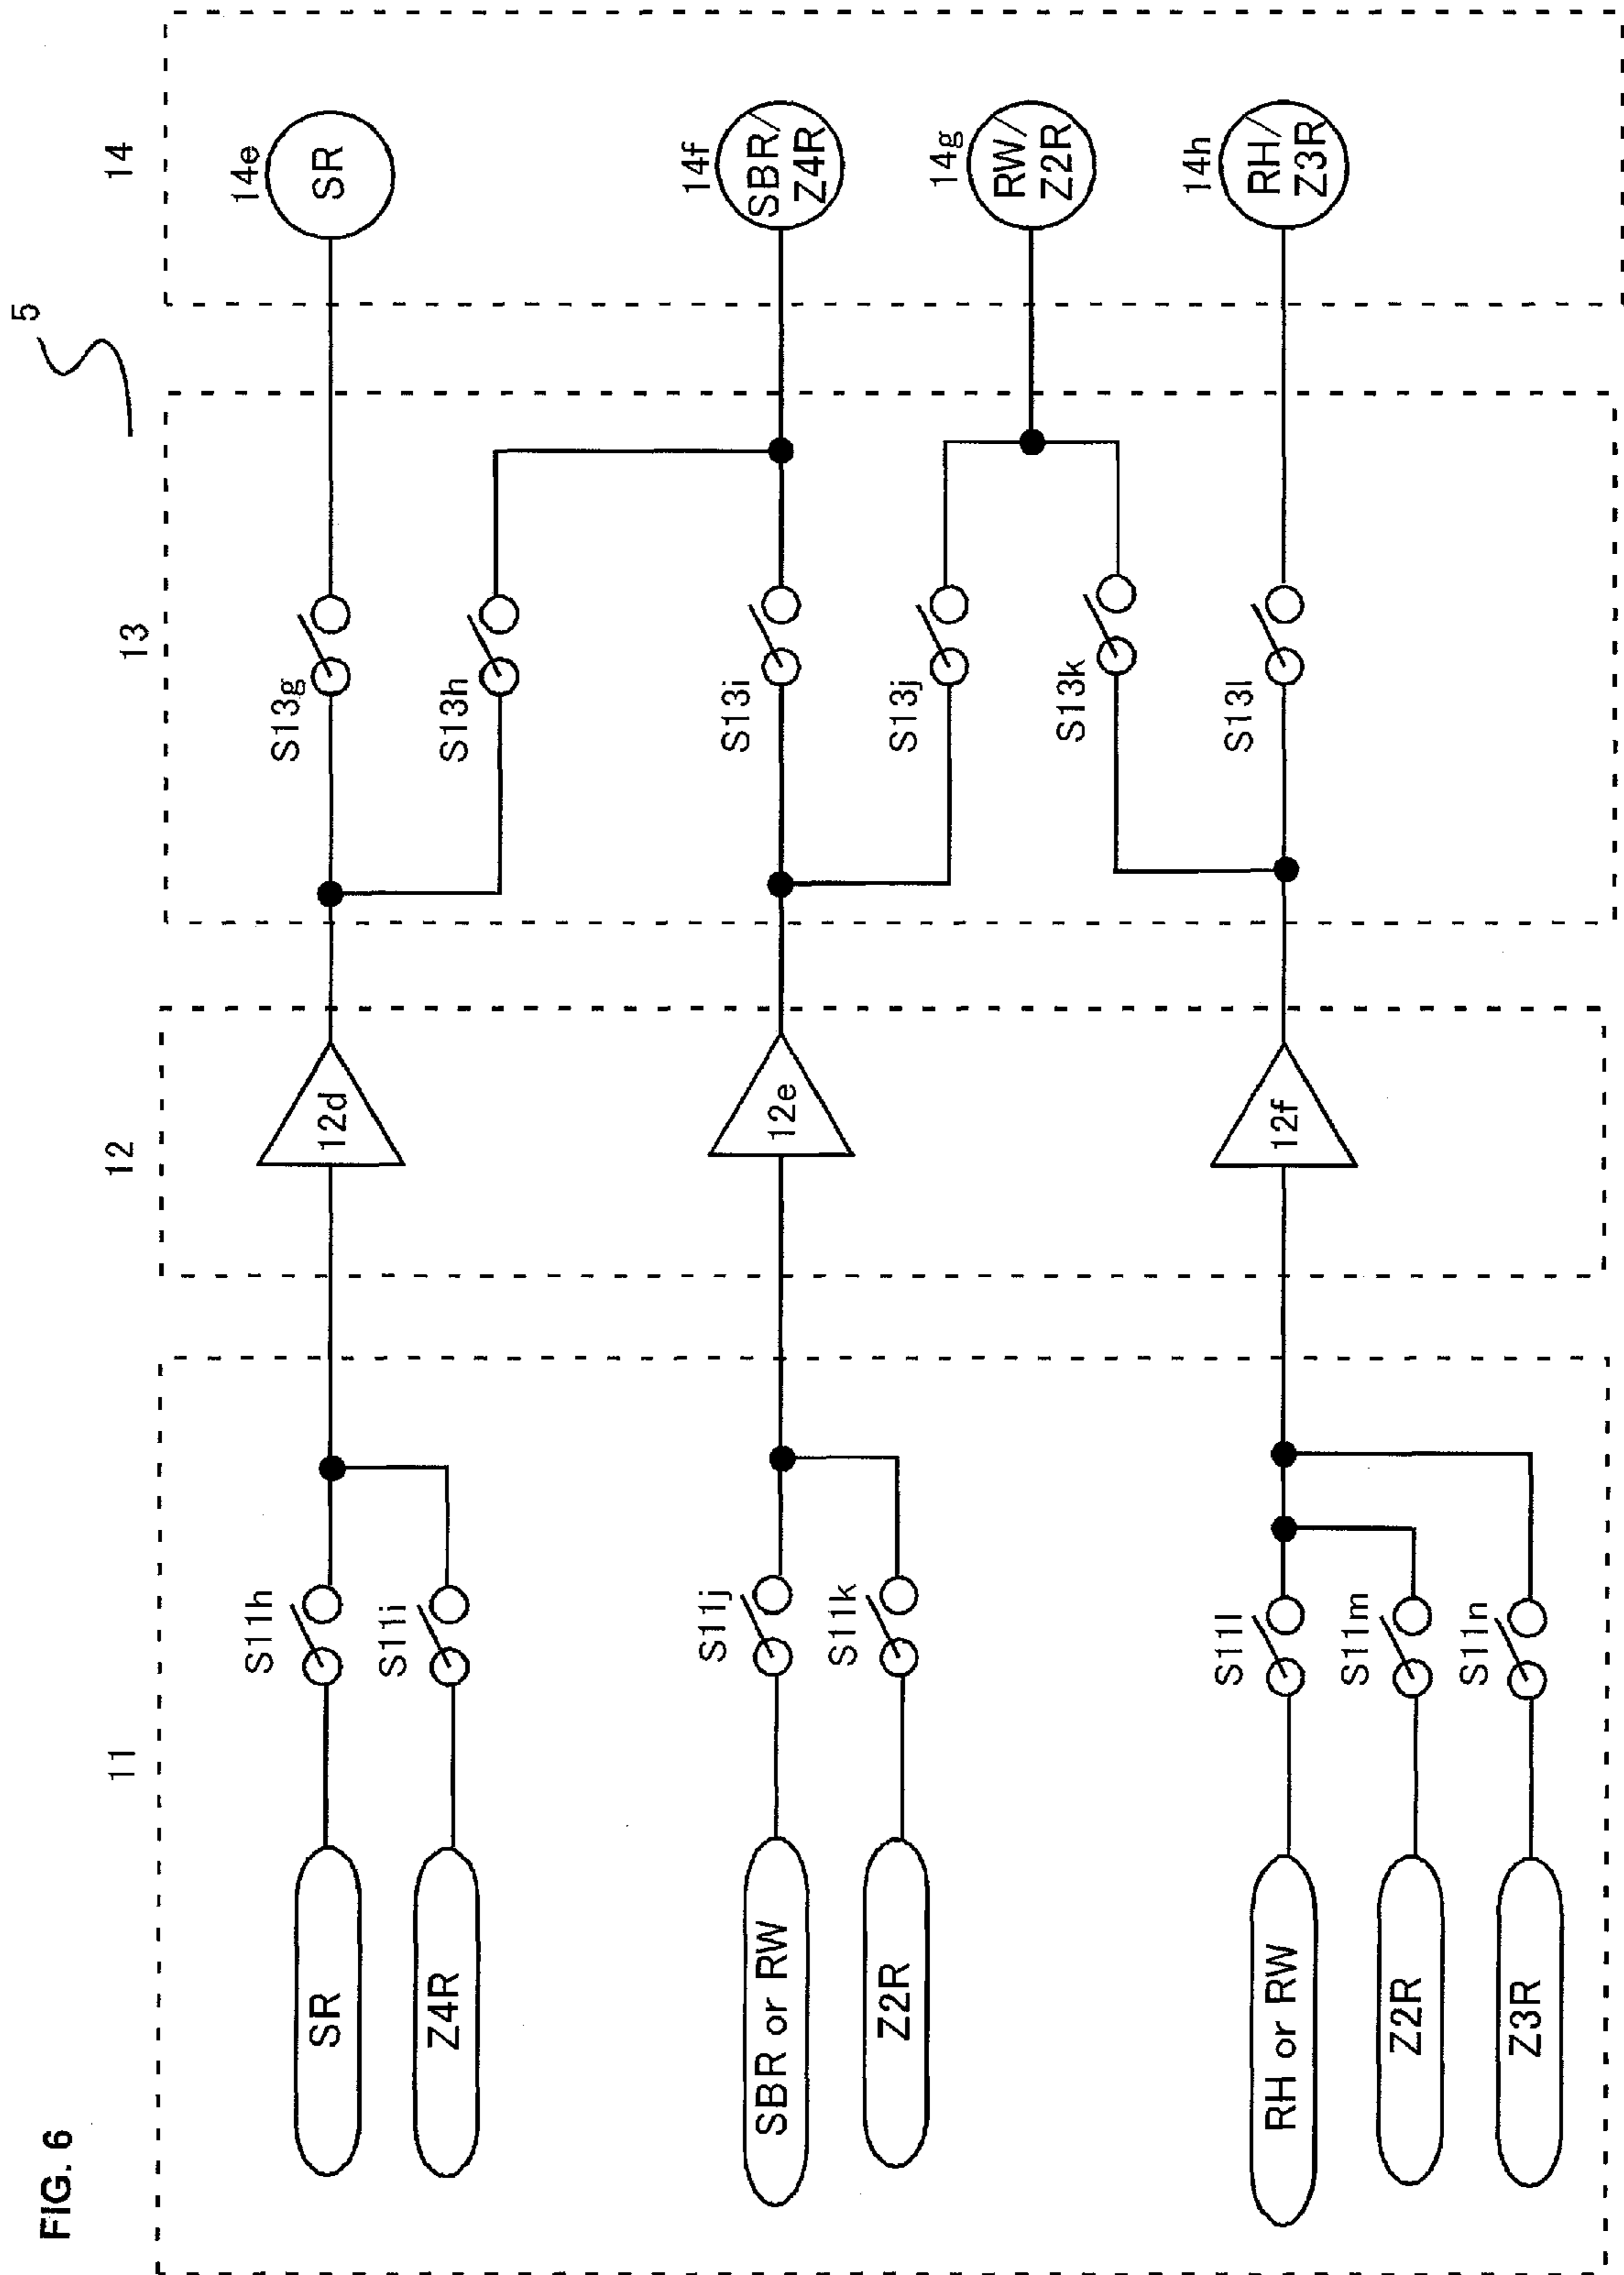 FIG. 6
5
11
12
13
14
SR
S11h
12d
S13g
14e
SR
Z4R
S11i
S13h
SBR or RW
S11j
12e
S13i
14f
SBR/
Z4R
Z2R
S11k
S13j
14g
RW/
Z2R
S13k
RH or RW
S11l
12f
S13l
14h
RH/
Z3R
Z2R
S11m
Z3R
S11n